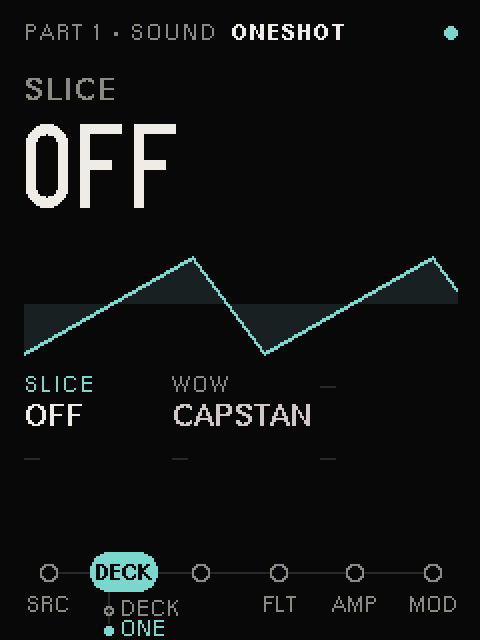 PART 1 · SOUND ONESHOT
SLICE
OFF
SLICE WOW —
OFF CAPSTAN
— — —
DECK
SRC DECK FLT AMP MOD
ONE